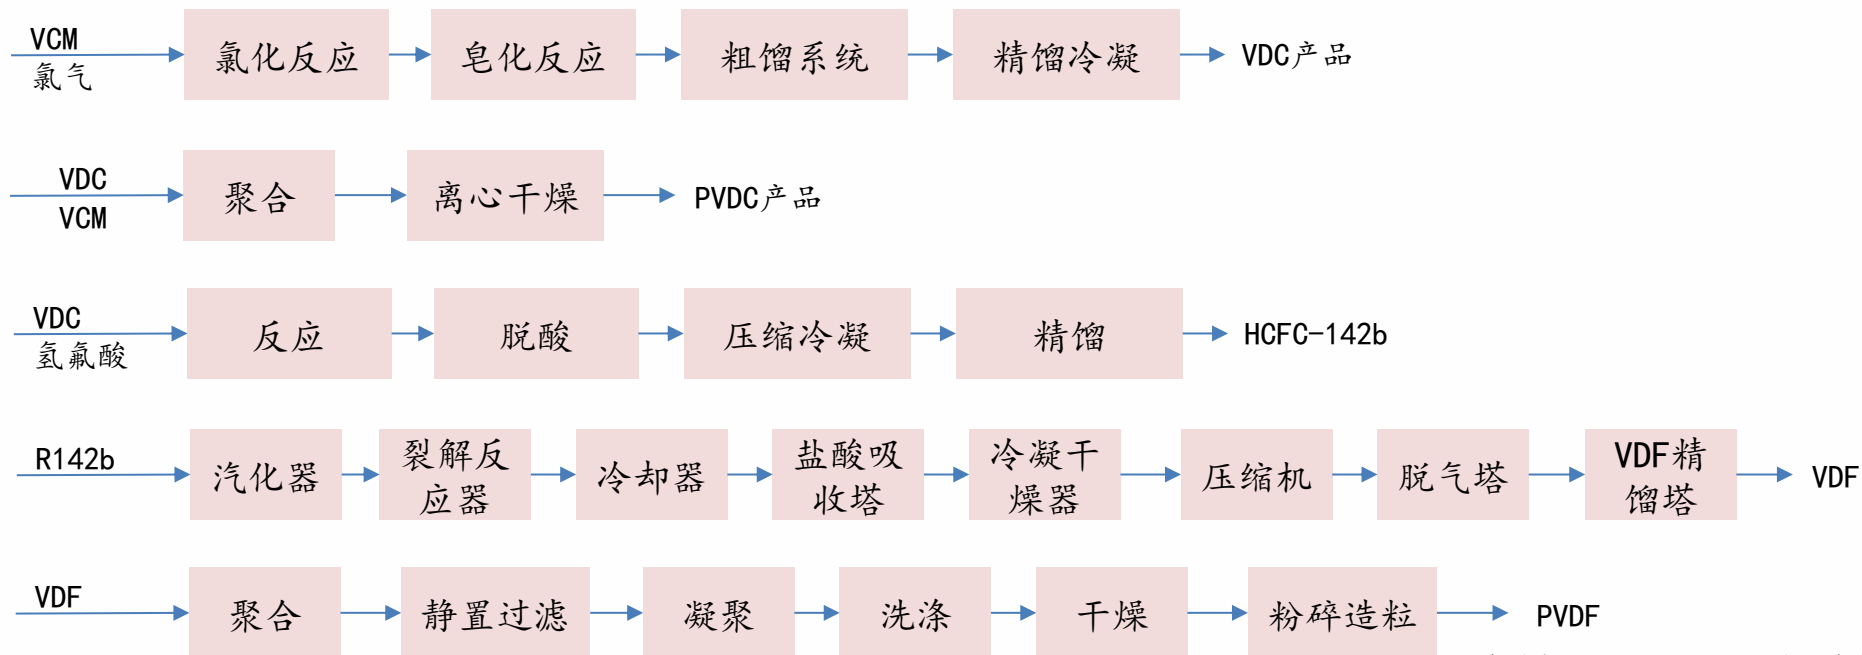 VCM
氯气
氯化反应
皂化反应
粗馏系统
精馏冷凝
VDC产品
VDC
VCM
聚合
离心干燥
PVDC产品
VDC
氢氟酸
反应
脱酸
压缩冷凝
精馏
HCFC-142b
R142b
汽化器
裂解反
应器
冷却器
盐酸吸
收塔
冷凝干
燥器
压缩机
脱气塔
VDF精
馏塔
VDF
VDF
聚合
静置过滤
凝聚
洗涤
干燥
粉碎造粒
PVDF